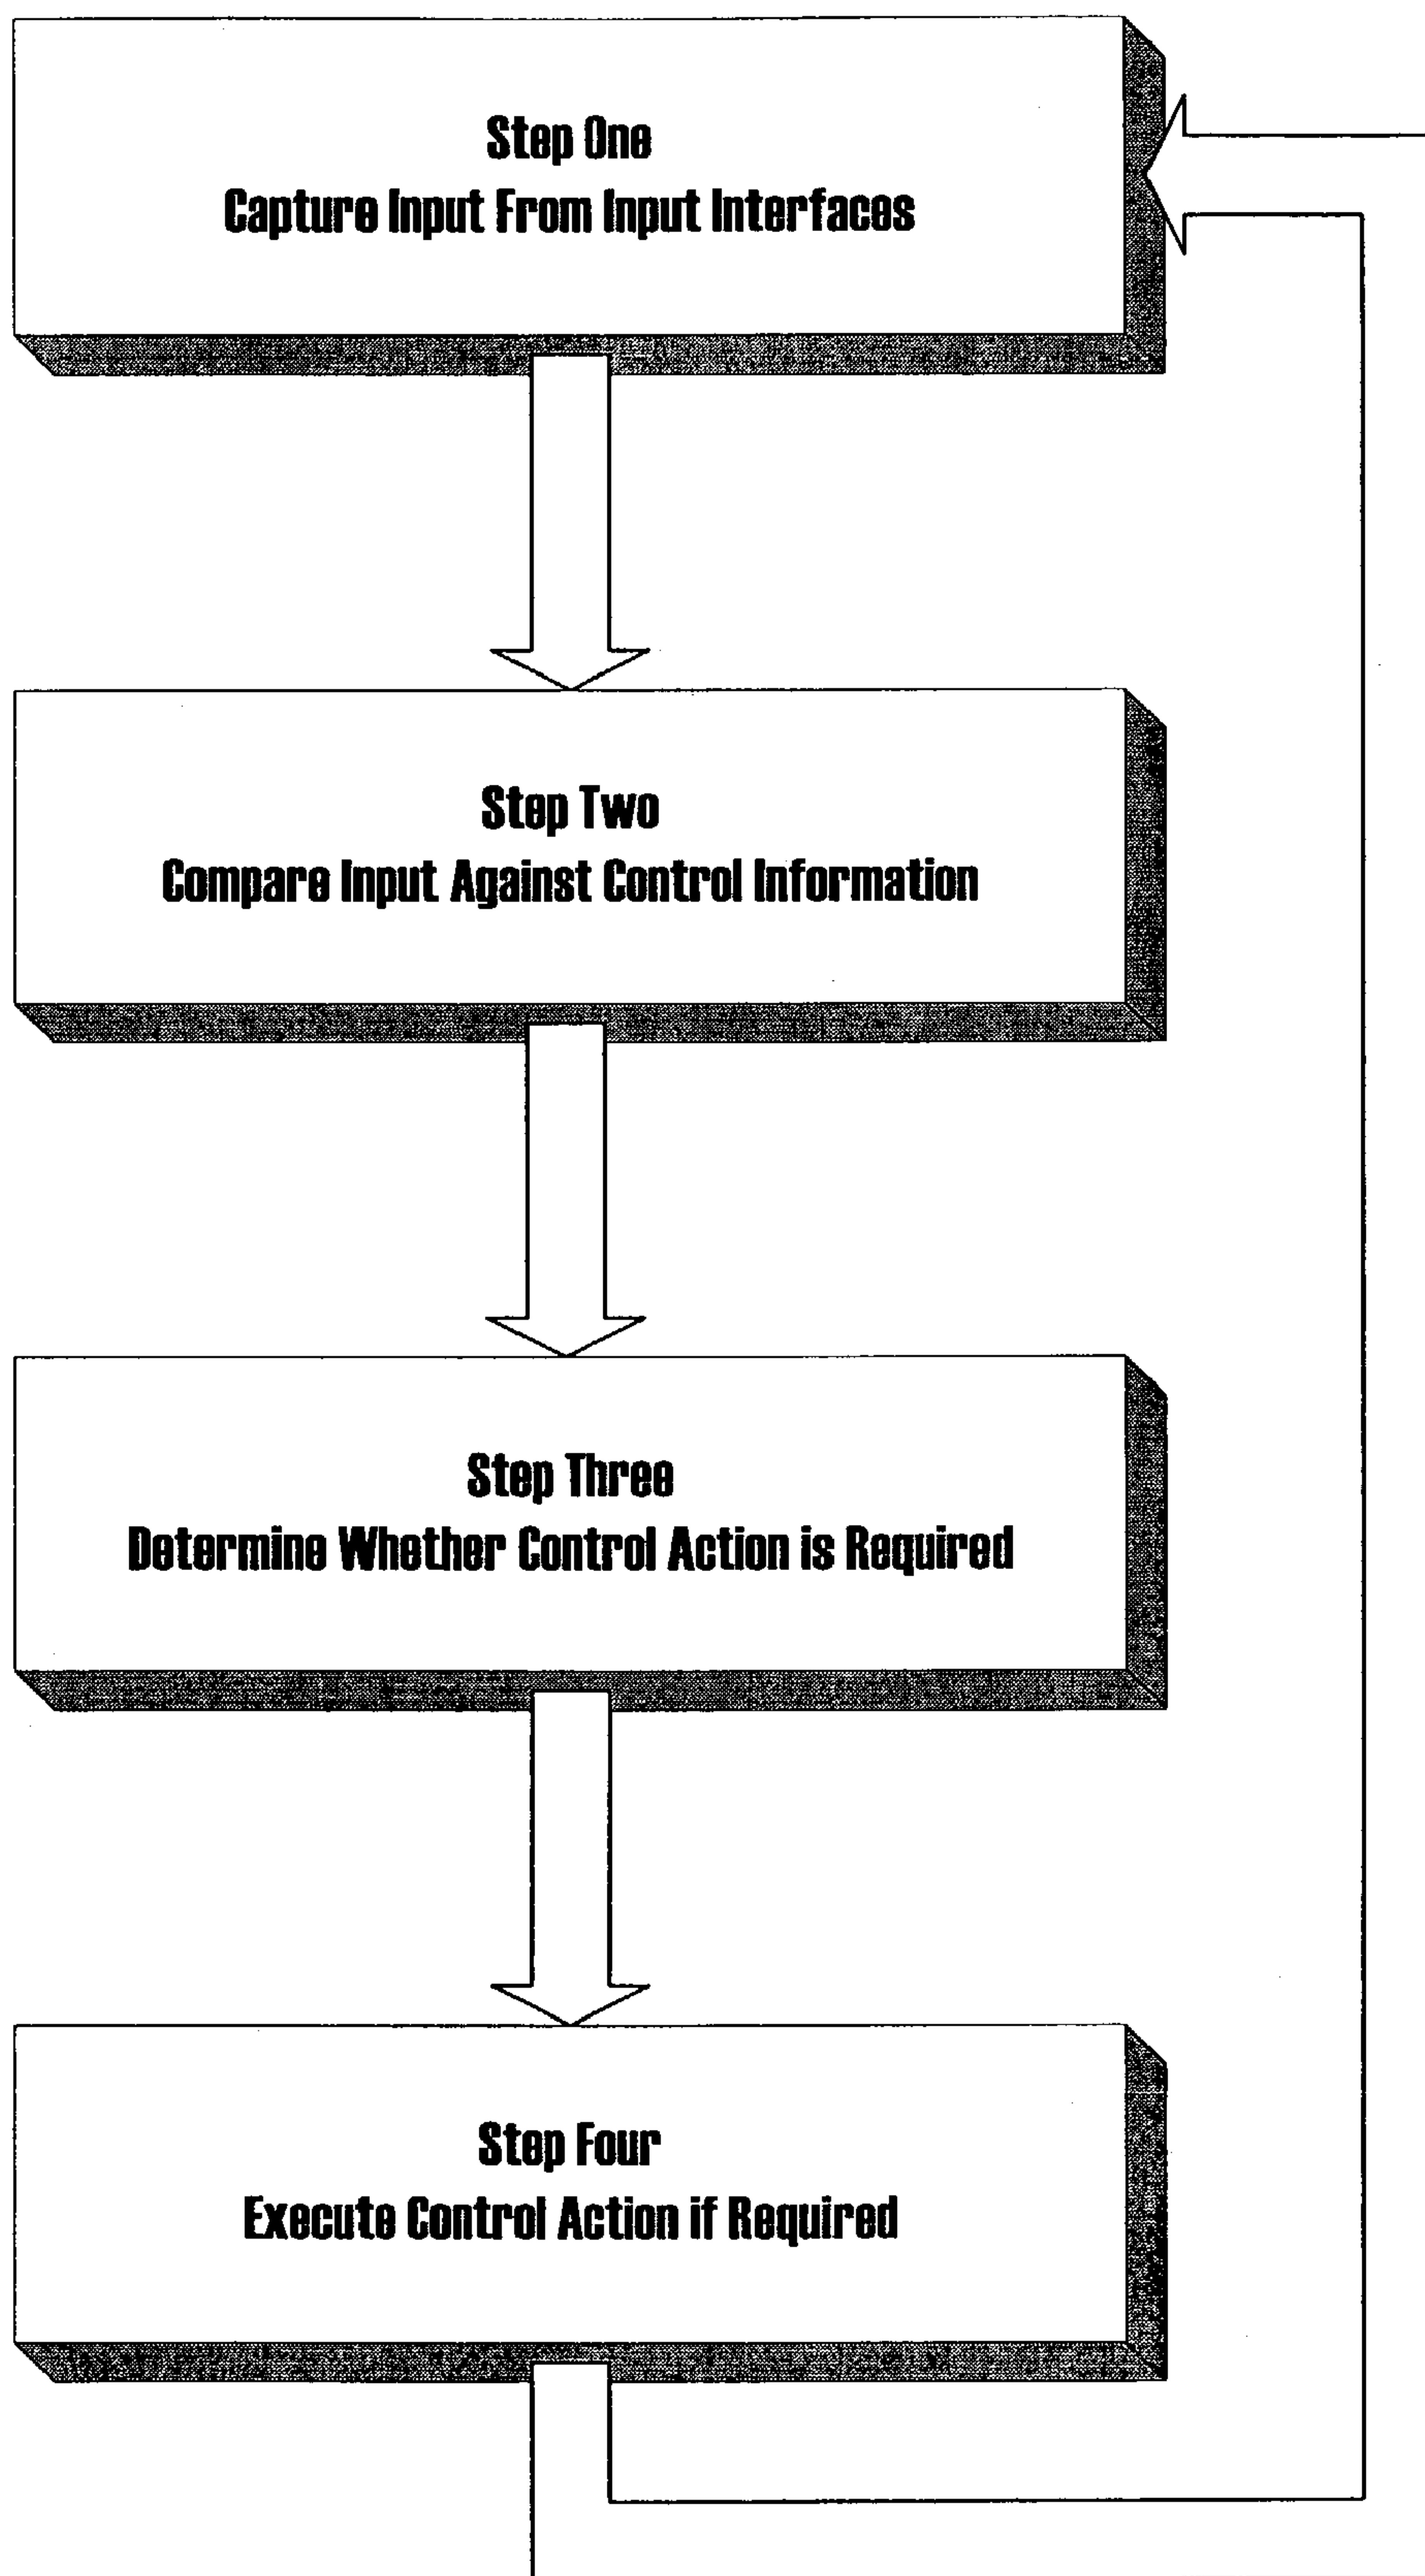 Step One
Capture Input From Input Interfaces
Step Two
Compare Input Against Control Information
Step Three
Determine Whether Control Action is Required
Step Four
Execute Control Action if Required